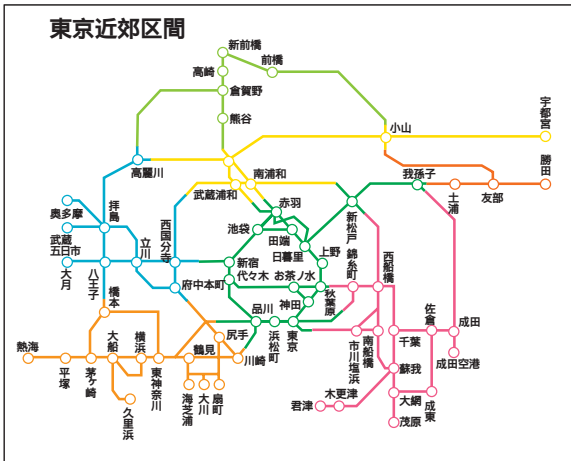 東京近郊区間
新前橋
前橋
高崎
倉賀野
熊谷
小山
宇都宮
高麗川
南浦和
武蔵浦和
我孫子
土浦
友部
勝田
拝島
奥多摩
武蔵
五日市
大月
八王子
立川
西国分寺
赤羽
池袋
田端
日暮里
上野
新松戸
新宿
代々木
お茶ノ水
錦糸町
西船橋
府中本町
秋葉原
神田
橋本
品川
浜松町
東京
市川塩浜
南船橋
千葉
佐倉
成田
成田空港
熱海
平塚
茅ヶ崎
大船
横浜
東神奈川
鶴見
尻手
川崎
久里浜
海芝浦
大川
扇町
蘇我
君津
木更津
大網
成東
茂原